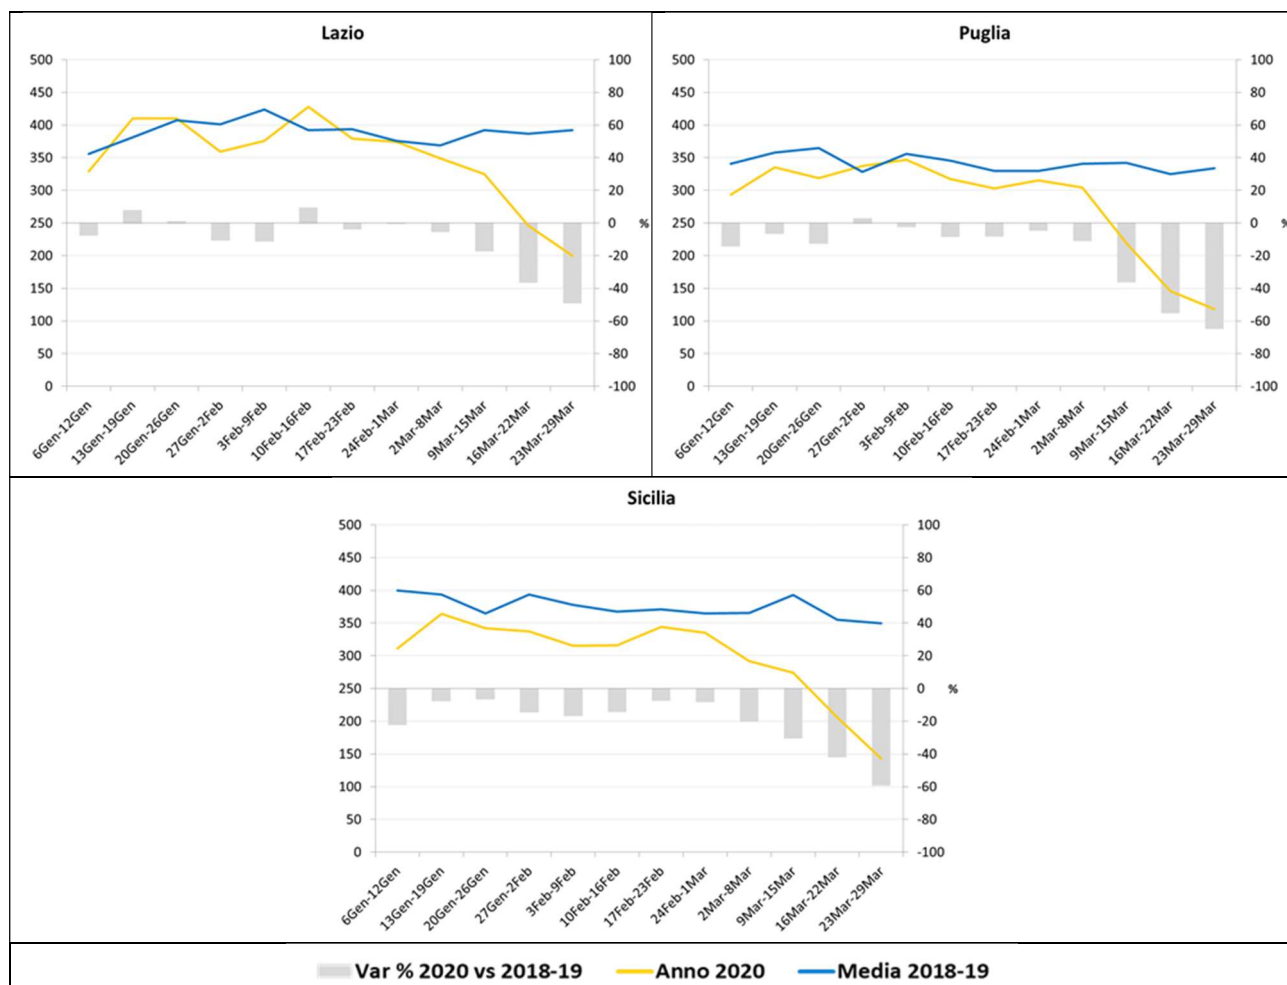 Lazio
500
450
400
350
300
250
200
150
100
50
0
100
80
60
40
20
0
-20
-40
-60
-80
-100
%
6Gen-12Gen
13Gen-19Gen
20Gen-26Gen
27Gen-2Feb
3Feb-9Feb
10Feb-16Feb
17Feb-23Feb
24Feb-1Mar
2Mar-8Mar
9Mar-15Mar
16Mar-22Mar
23Mar-29Mar
Puglia
500
450
400
350
300
250
200
150
100
50
0
100
80
60
40
20
0
-20
-40
-60
-80
-100
%
6Gen-12Gen
13Gen-19Gen
20Gen-26Gen
27Gen-2Feb
3Feb-9Feb
10Feb-16Feb
17Feb-23Feb
24Feb-1Mar
2Mar-8Mar
9Mar-15Mar
16Mar-22Mar
23Mar-29Mar
Sicilia
500
450
400
350
300
250
200
150
100
50
0
100
80
60
40
20
0
-20
-40
-60
-80
-100
%
6Gen-12Gen
13Gen-19Gen
20Gen-26Gen
27Gen-2Feb
3Feb-9Feb
10Feb-16Feb
17Feb-23Feb
24Feb-1Mar
2Mar-8Mar
9Mar-15Mar
16Mar-22Mar
23Mar-29Mar
Var % 2020 vs 2018-19 Anno 2020 Media 2018-19